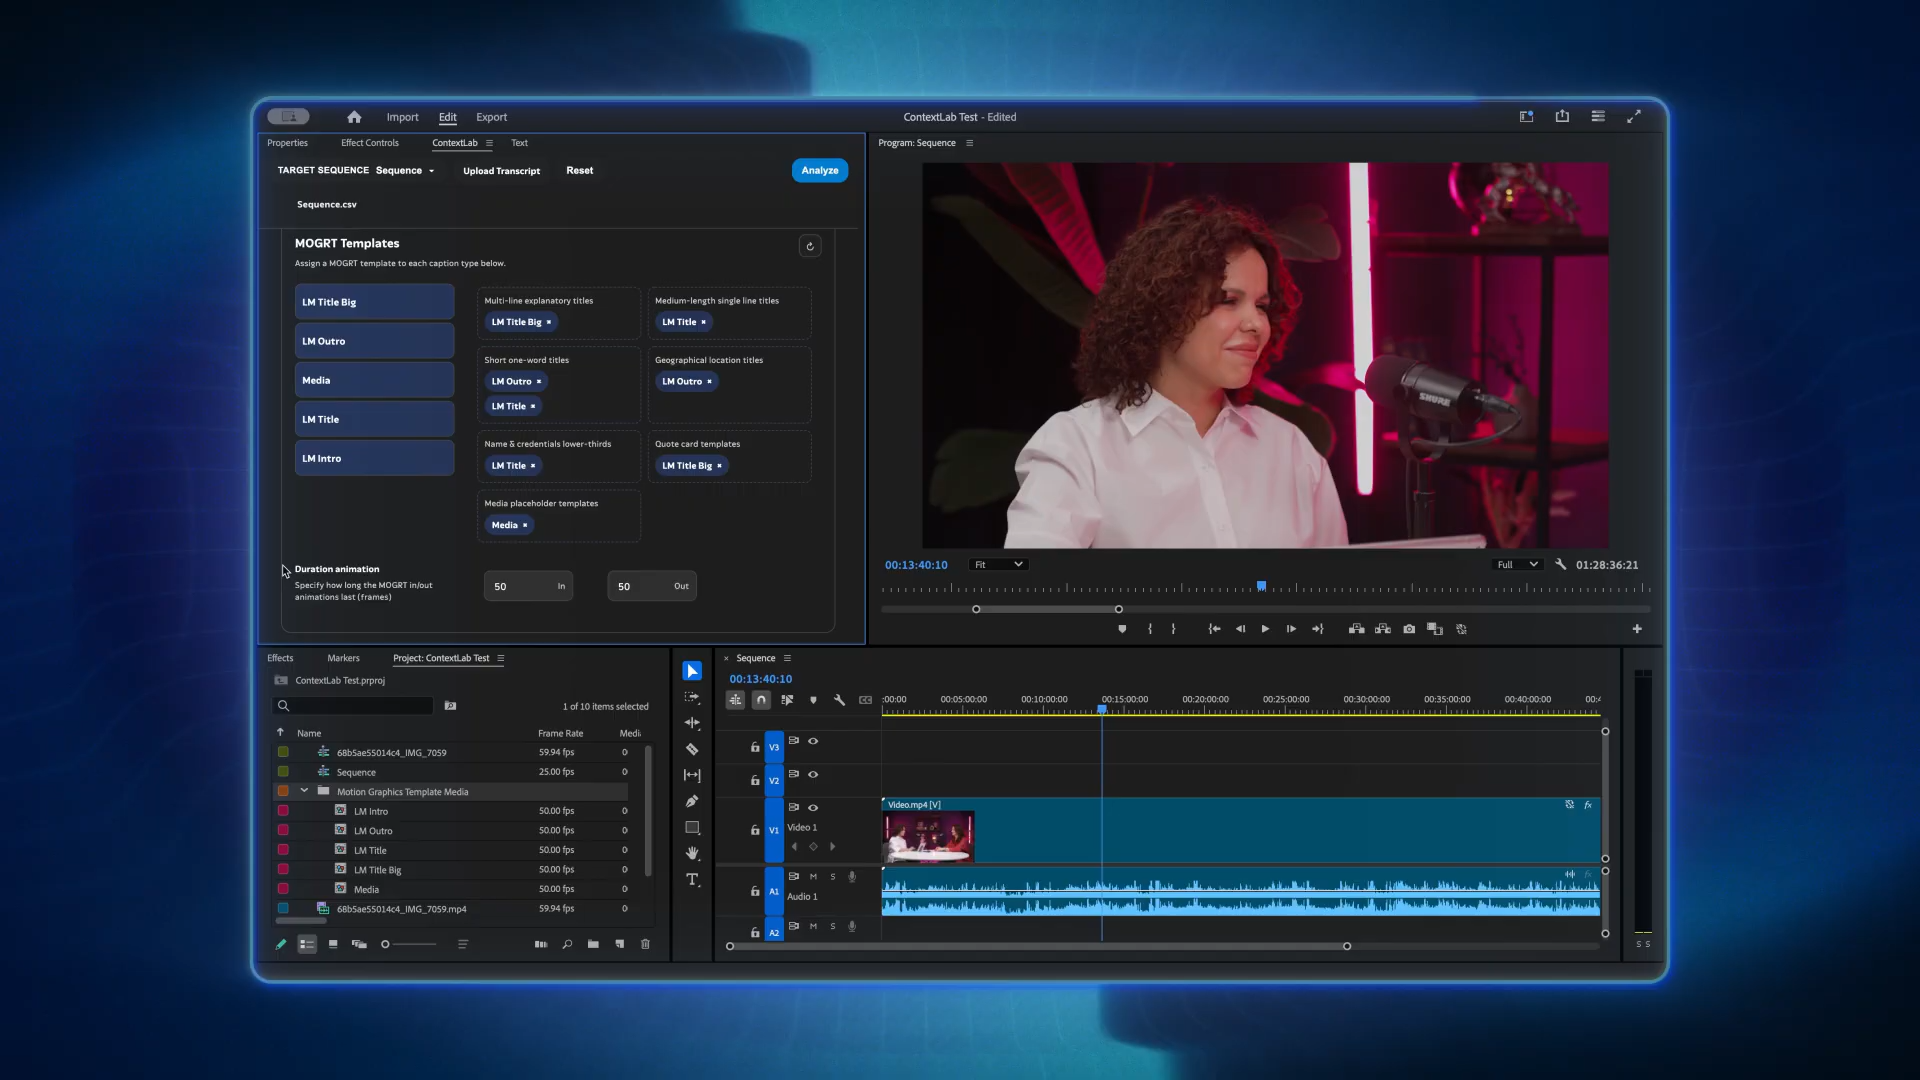 Import Edit Export
ContextLab Test - Edited
Properties Effect Controls ContextLab Text
TARGET SEQUENCE Sequence Upload Transcript Reset Analyze
Sequence.csv
MOGRT Templates
Assign a MOGRT template to each caption type below.
LM Title Big
LM Outro
Media
LM Title
LM Intro
Multi-line explanatory titles
LM Title Big ×
Medium-length single line titles
LM Title ×
Short one-word titles
LM Outro ×
LM Title ×
Geographical location titles
LM Outro ×
Name & credentials lower-thirds
LM Title ×
Quote card templates
LM Title Big ×
Media placeholder templates
Media ×
Duration animation
Specify how long the MOGRT in/out
animations last (frames)
50 In
50 Out
Program: Sequence
SHURE
00:13:40:10 Fit Full 01:28:36:21
Effects Markers Project: ContextLab Test
ContextLab Test.prproj
1 of 10 items selected
Name Frame Rate Medi
68b5ae55014c4_IMG_7059 59.94 fps 0
Sequence 25.00 fps 0
Motion Graphics Template Media
LM Intro 50.00 fps 0
LM Outro 50.00 fps 0
LM Title 50.00 fps 0
LM Title Big 50.00 fps 0
Media 50.00 fps 0
68b5ae55014c4_IMG_7059.mp4 59.94 fps 0
× Sequence
00:13:40:10
:00:00 00:05:00:00 00:10:00:00 00:15:00:00 00:20:00:00 00:25:00:00 00:30:00:00 00:35:00:00 00:40:00:00 00:4
V3
V2
V1 Video 1
Video.mp4 [V] fx
A1 M S
Audio 1
fx
A2 M S
S S